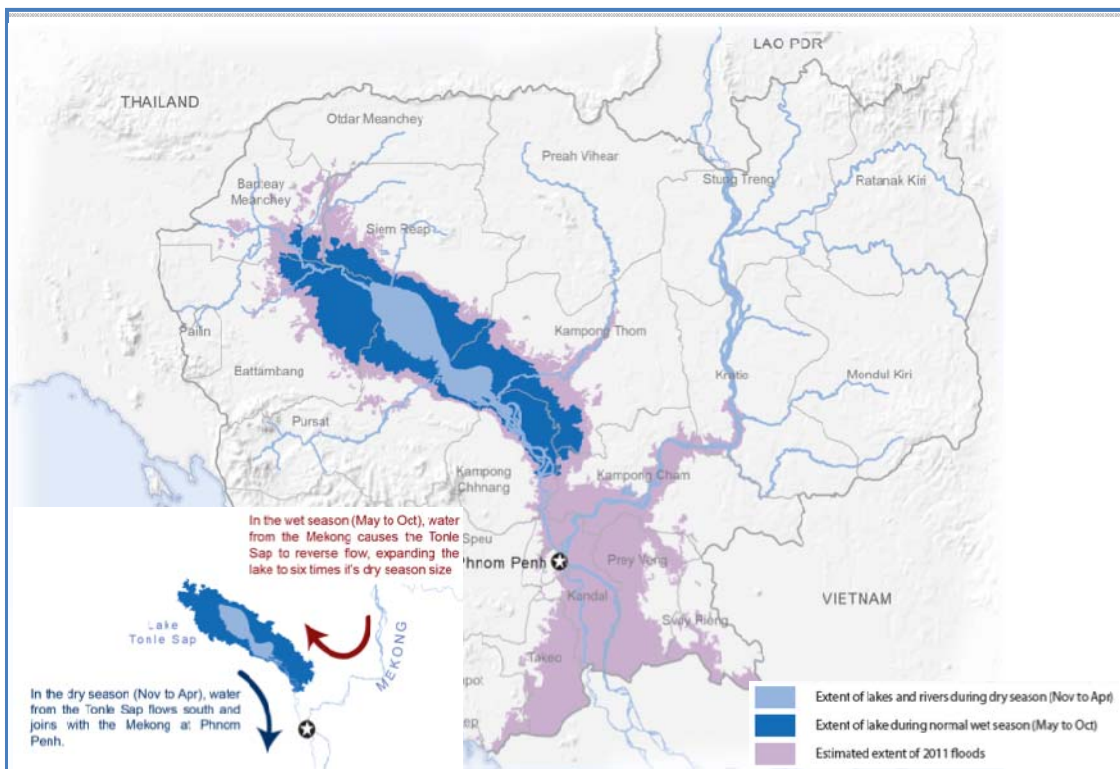 LAO PDR
THAILAND
Otdar Meanchey
Preah Vihear
Stung Treng
Ratanak Kiri
Banteay
Meanchey
Siem Reap
Pailin
Battambang
Kampong Thom
Kratie
Mondul Kiri
Pursat
Kampong
Chhnang
Kampong Cham
Speu
Phnom Penh
Prey Veng
Kandal
Svay Rieng
Takeo
VIETNAM
In the wet season (May to Oct), water
from the Mekong causes the Tonle
Sap to reverse flow, expanding the
lake to six times it's dry season size
Lake
Tonle Sap
MEKONG
In the dry season (Nov to Apr), water
from the Tonle Sap flows south and
joins with the Mekong at Phnom
Penh.
Extent of lakes and rivers during dry season (Nov to Apr)
Extent of lake during normal wet season (May to Oct)
Estimated extent of 2011 floods